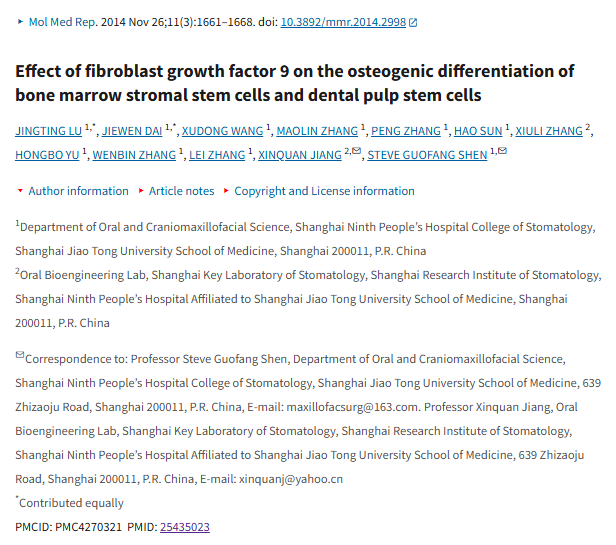 ▸ Mol Med Rep. 2014 Nov 26;11(3):1661–1668. doi: 10.3892/mmr.2014.2998
Effect of fibroblast growth factor 9 on the osteogenic differentiation of
bone marrow stromal stem cells and dental pulp stem cells
JINGTING LU 1,*, JIEWEN DAI 1,*, XUDONG WANG 1, MAOLIN ZHANG 1, PENG ZHANG 1, HAO SUN 1, XIULI ZHANG 2,
HONGBO YU 1, WENBIN ZHANG 1, LEI ZHANG 1, XINQUAN JIANG 2,✉, STEVE GUOFANG SHEN 1,✉
▾ Author information ▸ Article notes ▸ Copyright and License information
1Department of Oral and Craniomaxillofacial Science, Shanghai Ninth People’s Hospital College of Stomatology,
Shanghai Jiao Tong University School of Medicine, Shanghai 200011, P.R. China
2Oral Bioengineering Lab, Shanghai Key Laboratory of Stomatology, Shanghai Research Institute of Stomatology,
Shanghai Ninth People’s Hospital Affiliated to Shanghai Jiao Tong University School of Medicine, Shanghai
200011, P.R. China
✉Correspondence to: Professor Steve Guofang Shen, Department of Oral and Craniomaxillofacial Science,
Shanghai Ninth People’s Hospital College of Stomatology, Shanghai Jiao Tong University School of Medicine, 639
Zhizaoju Road, Shanghai 200011, P.R. China, E-mail: maxillofacsurg@163.com. Professor Xinquan Jiang, Oral
Bioengineering Lab, Shanghai Key Laboratory of Stomatology, Shanghai Research Institute of Stomatology,
Shanghai Ninth People’s Hospital Affiliated to Shanghai Jiao Tong University School of Medicine, 639 Zhizaoju
Road, Shanghai 200011, P.R. China, E-mail: xinquanj@yahoo.cn
*Contributed equally
PMCID: PMC4270321 PMID: 25435023